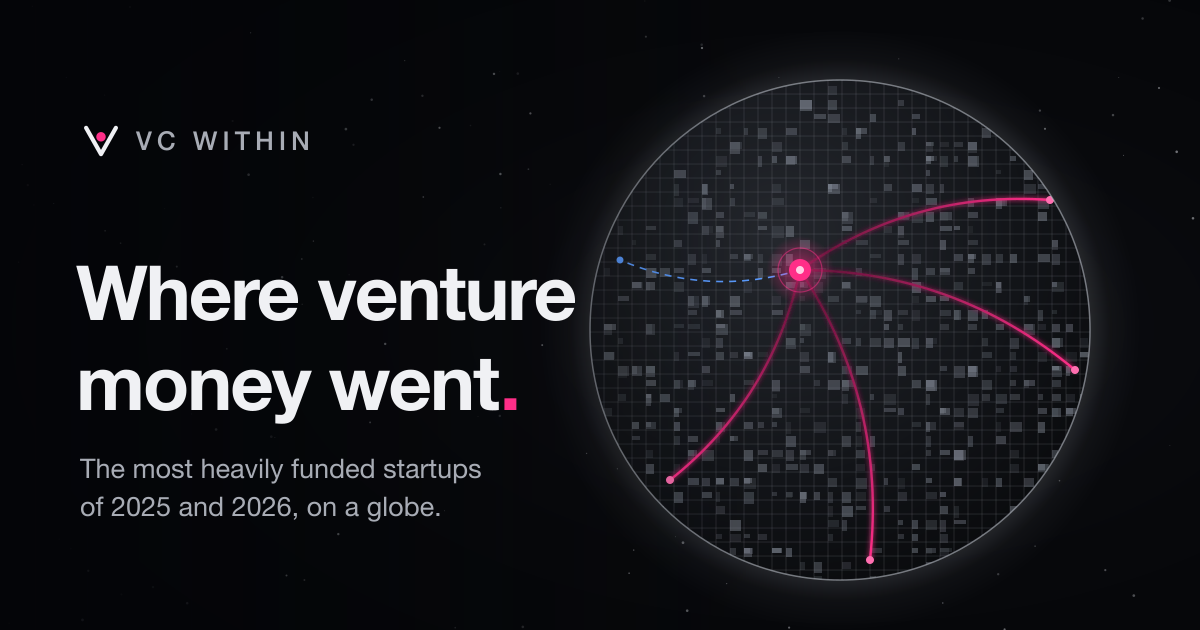 VC WITHIN
Where venture
money went.
The most heavily funded startups
of 2025 and 2026, on a globe.